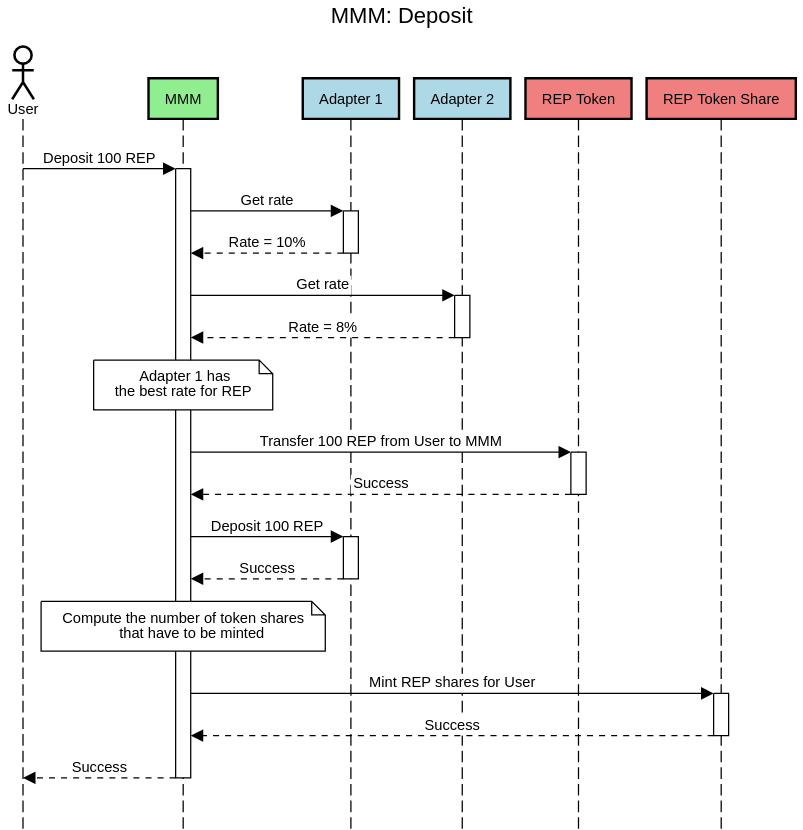 MMM: Deposit
User
MMM
Adapter 1
Adapter 2
REP Token
REP Token Share
Deposit 100 REP
Get rate
Rate = 10%
Get rate
Rate = 8%
Adapter 1 has
the best rate for REP
Transfer 100 REP from User to MMM
Success
Deposit 100 REP
Success
Compute the number of token shares
that have to be minted
Mint REP shares for User
Success
Success